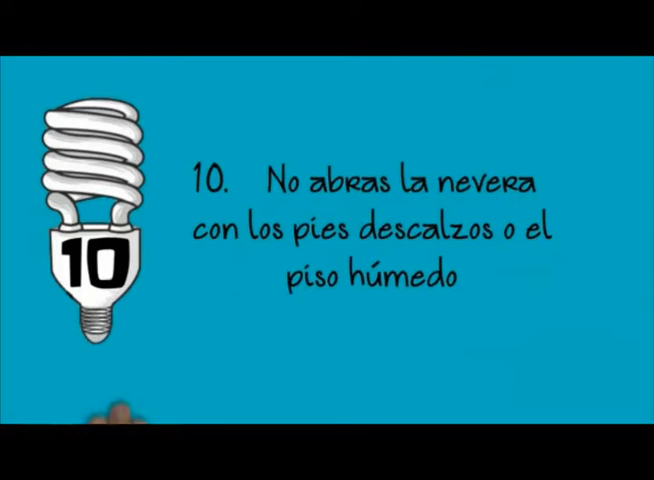 10
10. No abras la nevera
con los pies descalzos o el
piso húmedo